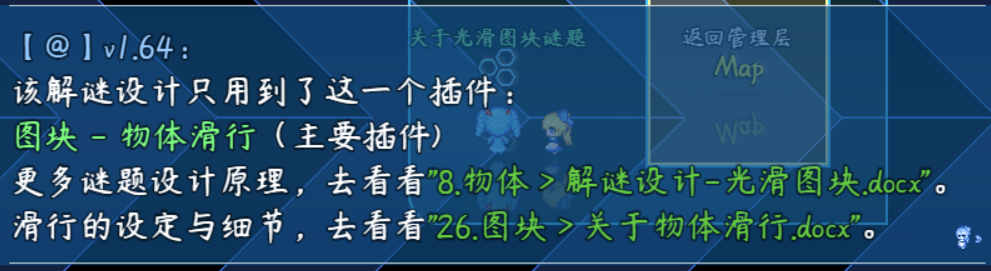 关于光滑图块谜题
返回管理层
Map
【@】v1.64：
该解谜设计只用到了这一个插件：
图块 - 物体滑行（主要插件）
更多谜题设计原理，去看看"8.物体 > 解谜设计-光滑图块.docx"。
滑行的设定与细节，去看看"26.图块 > 关于物体滑行.docx"。